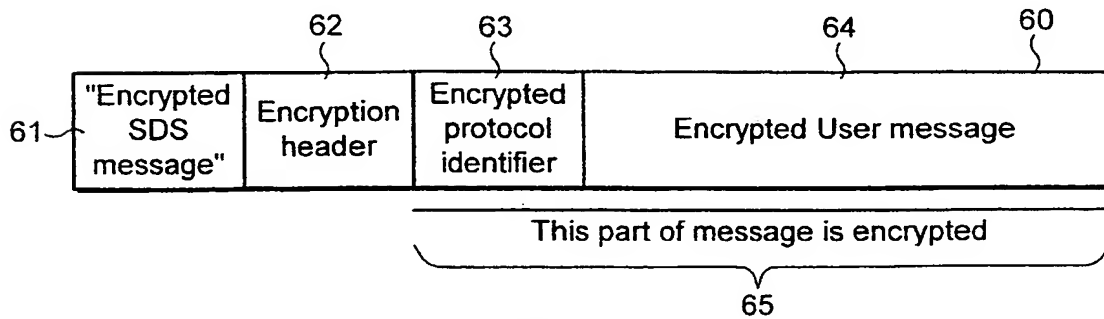 62 63 64 60
61
"Encrypted
SDS
message"
Encryption
header
Encrypted
protocol
identifier
Encrypted User message
This part of message is encrypted
65